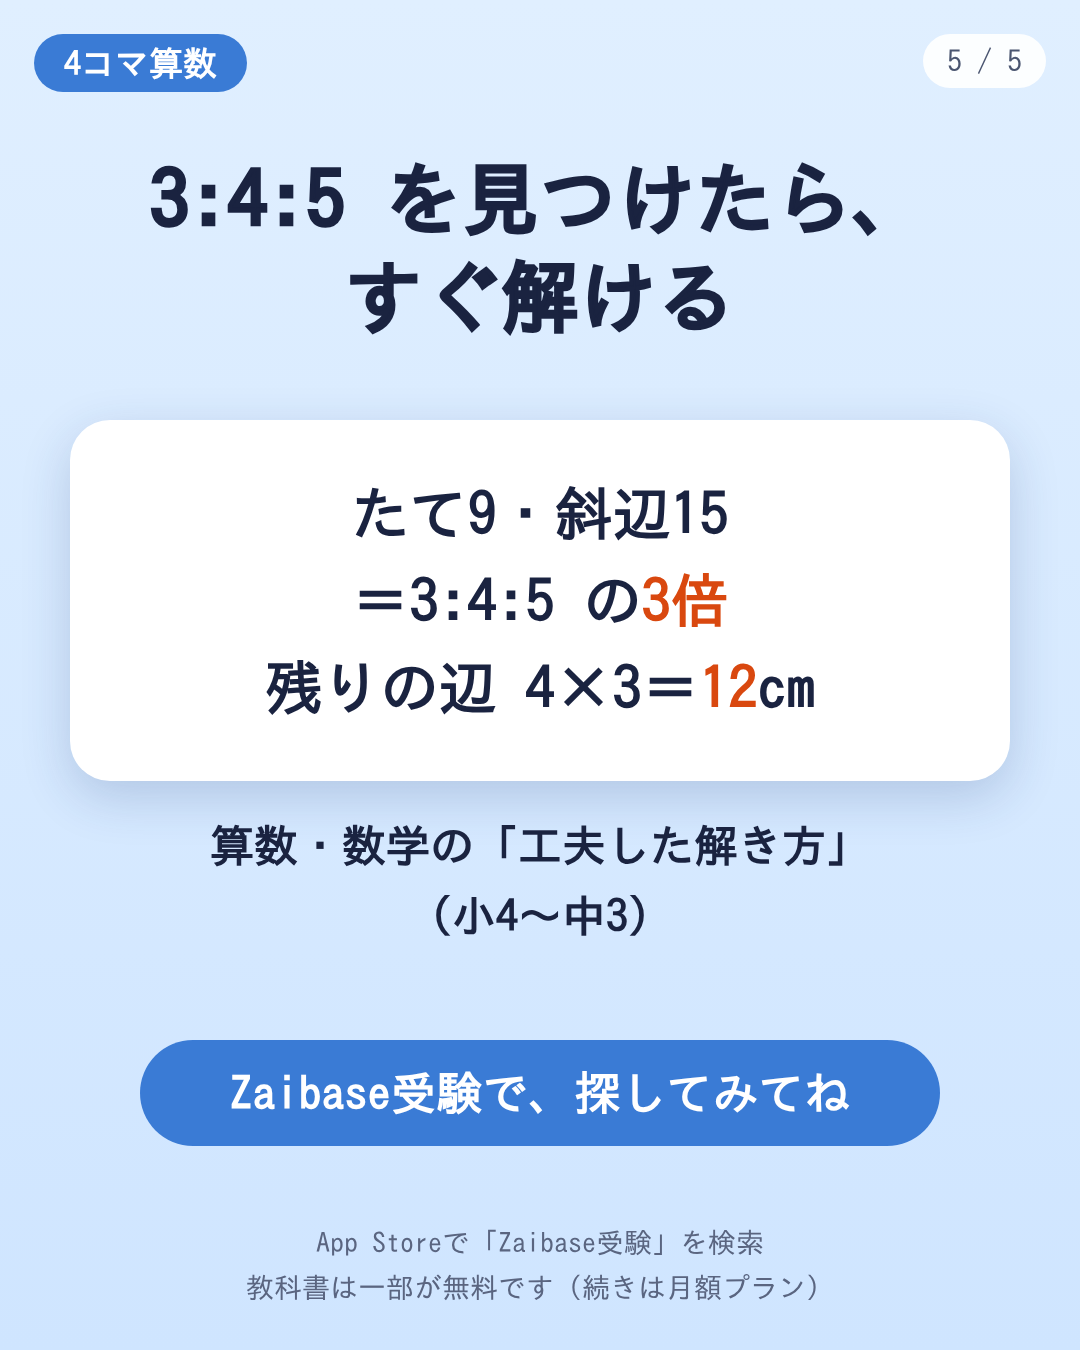 4コマ算数
5 / 5
3:4:5 を見つけたら、
すぐ解ける
たて9・斜辺15
＝3:4:5 の3倍
残りの辺 4×3＝12cm
算数・数学の「工夫した解き方」
（小4〜中3）
Zaibase受験で、探してみてね
App Storeで「Zaibase受験」を検索
教科書は一部が無料です（続きは月額プラン）